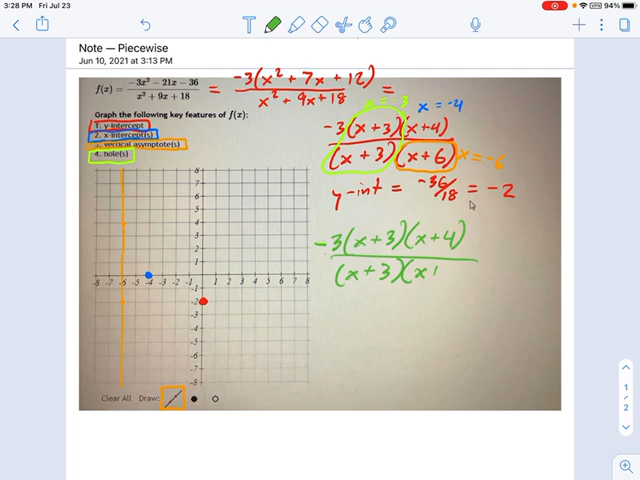 3:28 PM Fri Jul 23
94%
Note — Piecewise
Jun 10, 2021 at 3:13 PM
f(x) = -3x² - 21x - 36 / x² + 9x + 18 = -3(x² + 7x + 12) / x² + 9x + 18 =
Graph the following key features of f(x):
1. y-intercept
2. x-intercept(s)
3. vertical asymptote(s)
4. hole(s)
x = -3 x = -4
-3(x+3)(x+4) / (x+3)(x+6) x = -6
y-int = -36/18 = -2
-3(x+3)(x+4)
(x+3)(x
8
7
6
5
4
3
2
1
-8 -7 -6 -5 -4 -3 -2 -1 1 2 3 4 5 6 7 8
-1
-2
-3
-4
-5
-6
-7
-8
Clear All Draw:
1
/
2